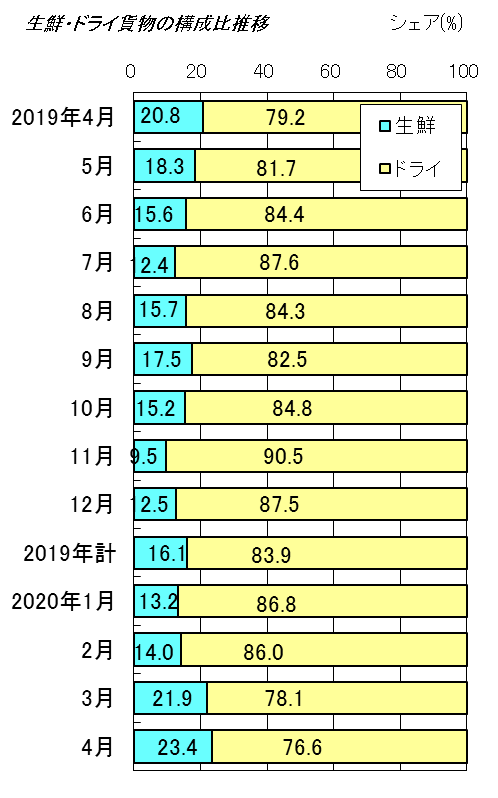 生鮮・ドライ貨物の構成比推移 シェア(%)
0 20 40 60 80 100
2019年4月 20.8 79.2
生鮮
5月 18.3 81.7
ドライ
6月 15.6 84.4
7月 12.4 87.6
8月 15.7 84.3
9月 17.5 82.5
10月 15.2 84.8
11月 9.5 90.5
12月 12.5 87.5
2019年計 16.1 83.9
2020年1月 13.2 86.8
2月 14.0 86.0
3月 21.9 78.1
4月 23.4 76.6